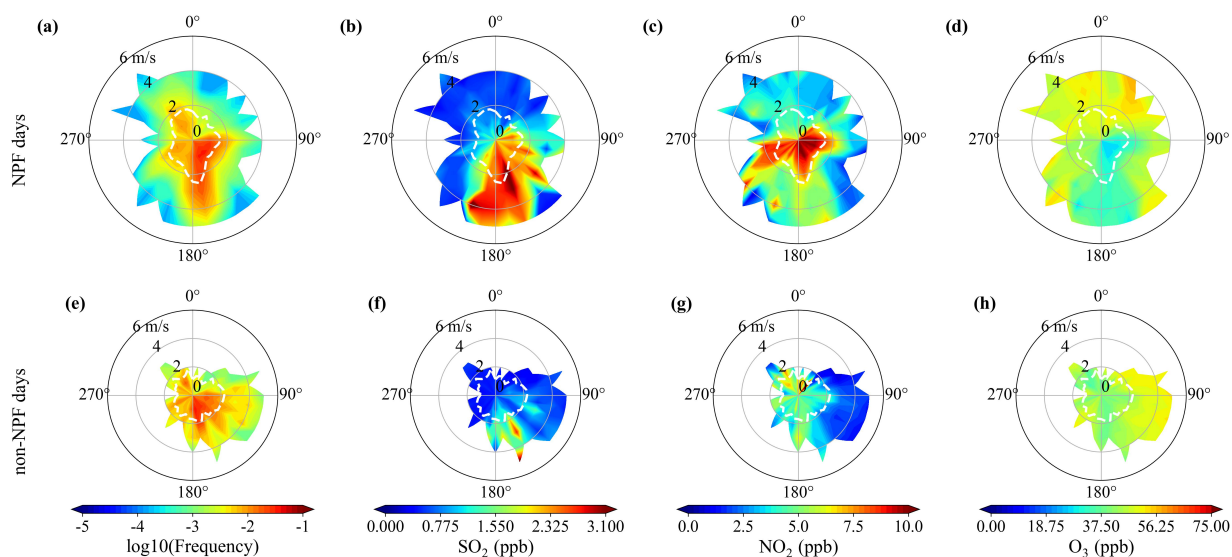 (a) 0° (b) 0° (c) 0° (d) 0°
6 m/s 6 m/s 6 m/s 6 m/s
4 4 4 4
2 2 2 2
0 0 0 0
NPF days 270° 90° 270° 90° 270° 90° 270° 90°
180° 180° 180° 180°
(e) 0° (f) 0° (g) 0° (h) 0°
6 m/s 6 m/s 6 m/s 6 m/s
4 4 4 4
2 2 2 2
0 0 0 0
non-NPF days 270° 90° 270° 90° 270° 90° 270° 90°
180° 180° 180° 180°
-5 -4 -3 -2 -1 0.000 0.775 1.550 2.325 3.100 0.0 2.5 5.0 7.5 10.0 0.00 18.75 37.50 56.25 75.00
log10(Frequency) SO₂ (ppb) NO₂ (ppb) O₃ (ppb)